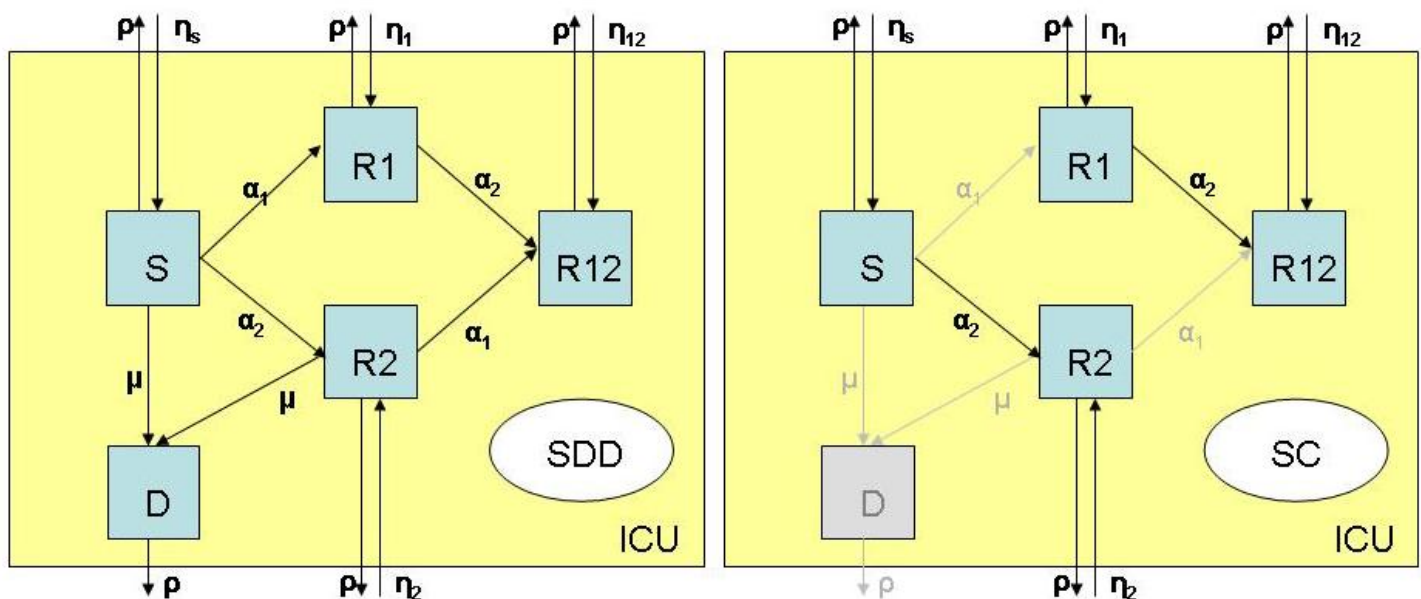 ρ ηs ρ η1 ρ η12
R1
α1 α2
S R12
α2 R2 α1
μ μ
SDD
D
ICU
ρ ρ η2
ρ ηs ρ η1 ρ η12
R1
α1 α2
S R12
α2 R2 α1
μ μ
SC
D
ICU
ρ ρ η2